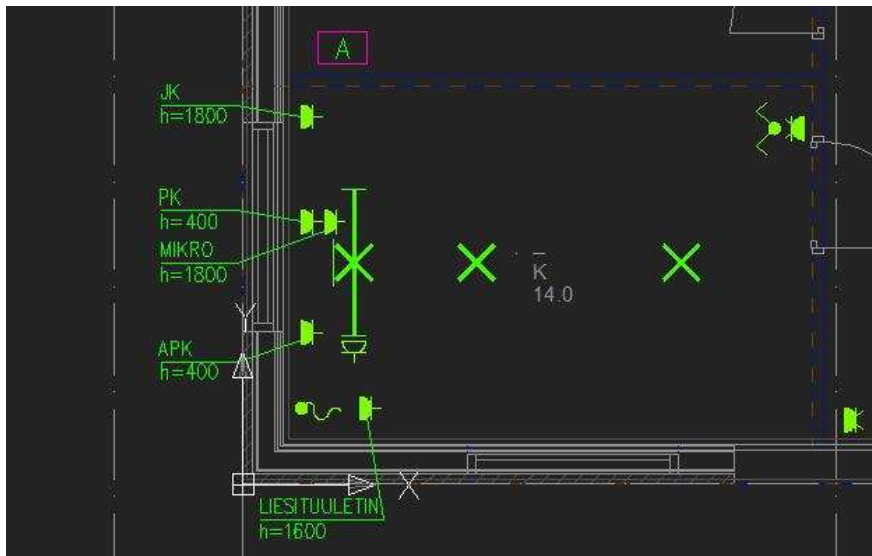 A
JK
h=1800
PK
h=400
MIKRO
h=1800
K
14.0
Y
APK
h=400
X
LIESITUULETIN
h=1600